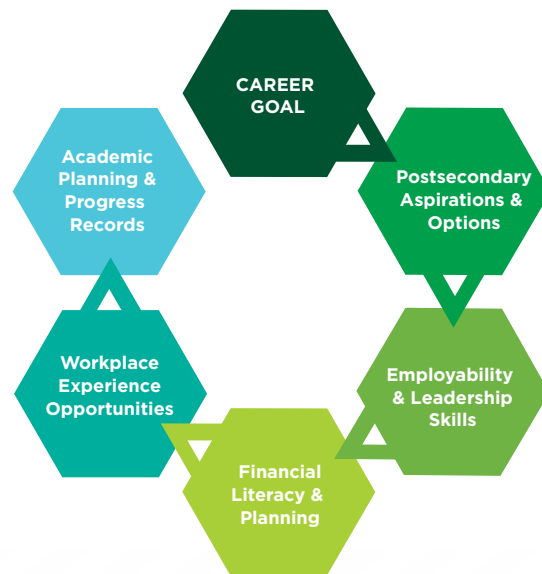 CAREER
GOAL
Postsecondary
Aspirations &
Options
Employability
& Leadership
Skills
Financial
Literacy &
Planning
Workplace
Experience
Opportunities
Academic
Planning &
Progress
Records